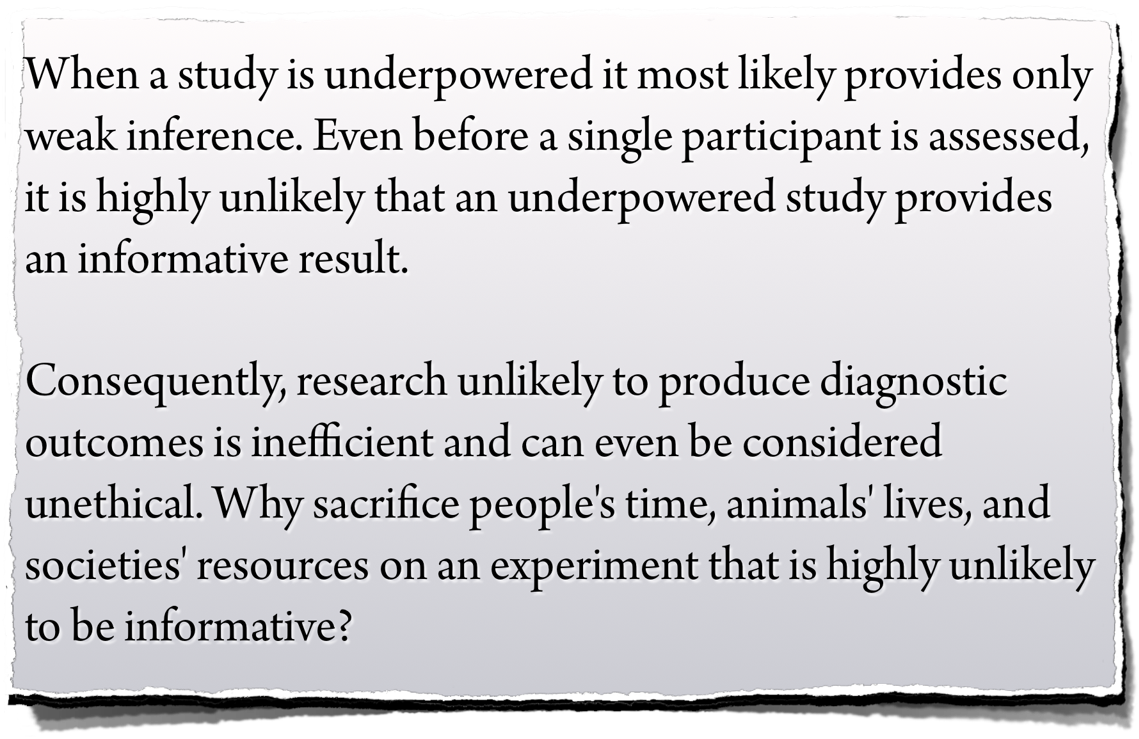 When a study is underpowered it most likely provides only
weak inference. Even before a single participant is assessed,
it is highly unlikely that an underpowered study provides
an informative result.
Consequently, research unlikely to produce diagnostic
outcomes is inefficient and can even be considered
unethical. Why sacrifice people's time, animals' lives, and
societies' resources on an experiment that is highly unlikely
to be informative?